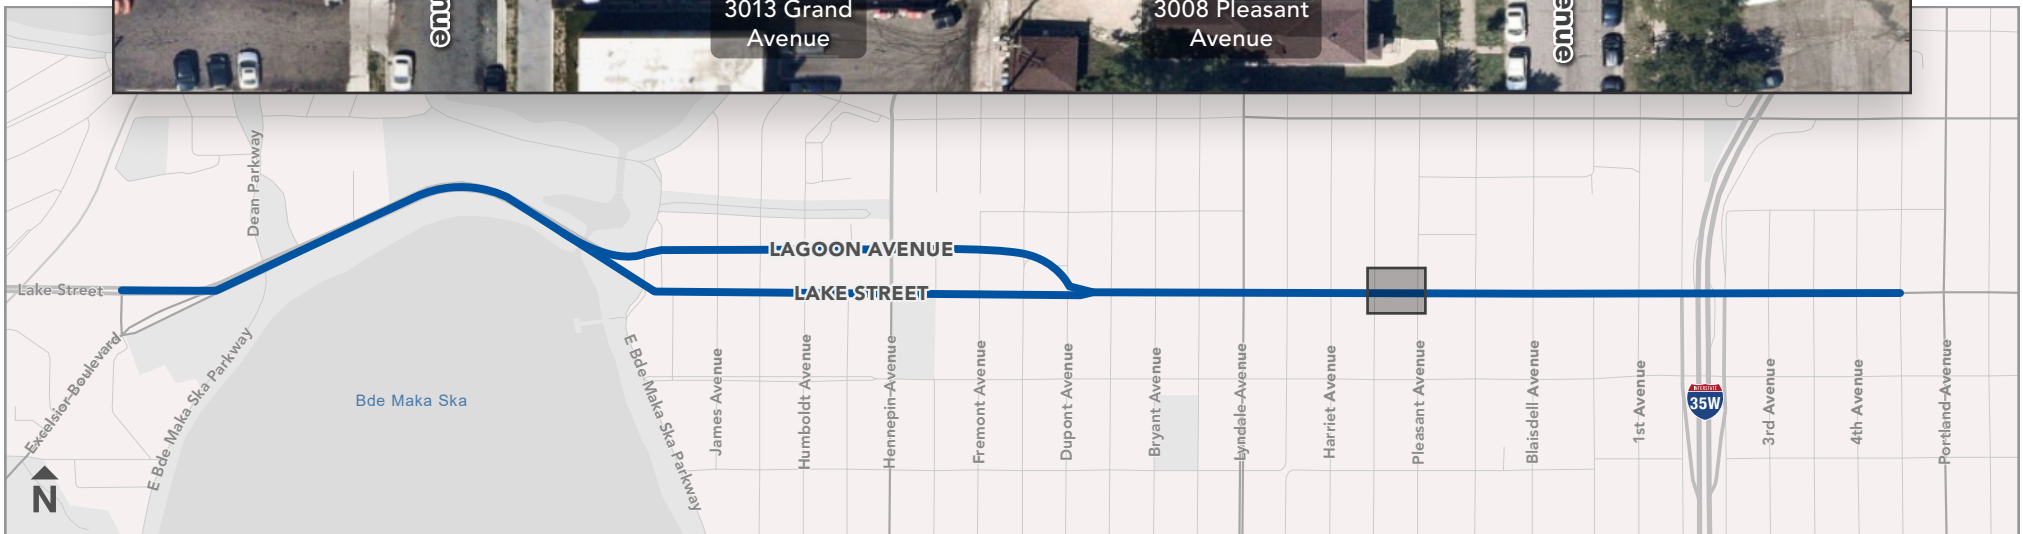 3013 Grand
Avenue
3008 Pleasant
Avenue
Dean Parkway
LAGOON AVENUE
Lake Street
LAKE STREET
Excelsior Boulevard
E Bde Maka Ska Parkway
Bde Maka Ska
E Bde Maka Ska Parkway
James Avenue
Humboldt Avenue
Hennepin Avenue
Fremont Avenue
Dupont Avenue
Bryant Avenue
Lyndale Avenue
Harriet Avenue
Pleasant Avenue
Blaisdell Avenue
1st Avenue
INTERSTATE
35W
3rd Avenue
4th Avenue
Portland Avenue
N